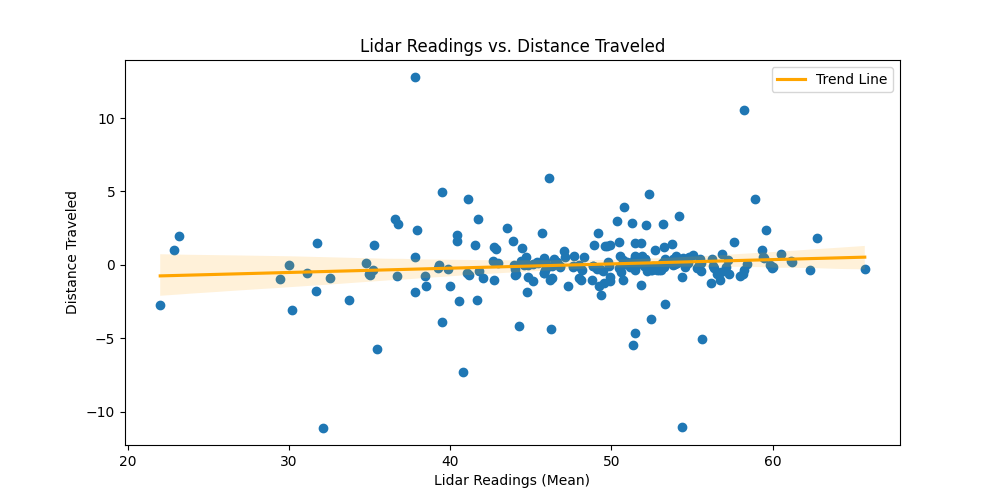 Lidar Readings vs. Distance Traveled
Trend Line
Distance Traveled
10
5
0
−5
−10
20 30 40 50 60
Lidar Readings (Mean)